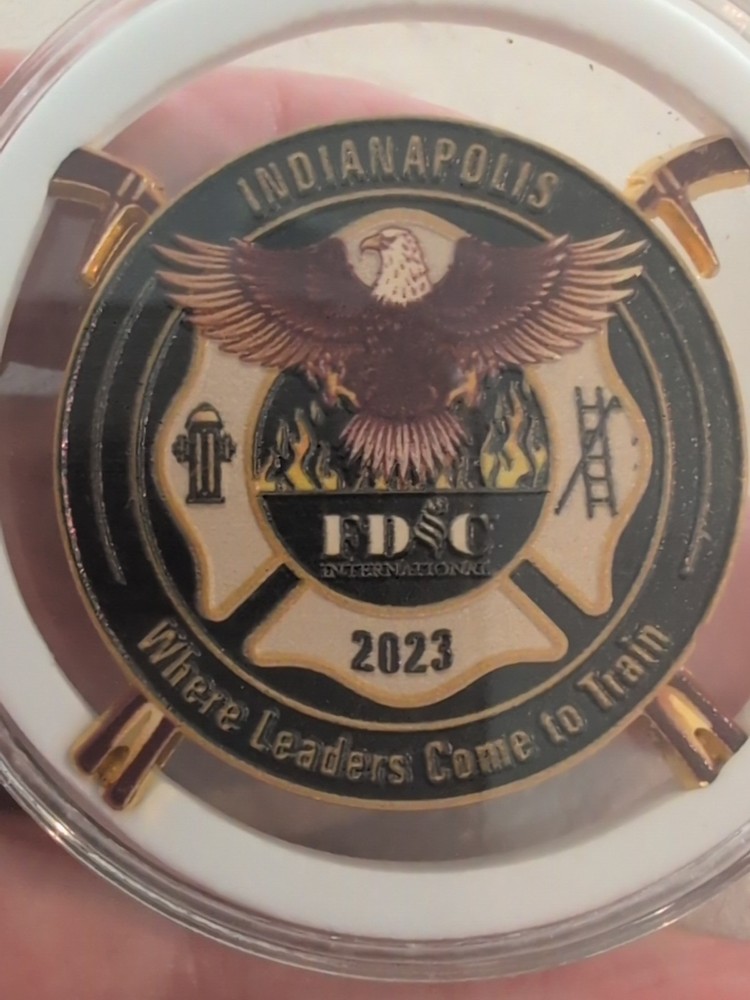 INDIANAPOLIS
FDIC
INTERNATIONAL
2023
Where Leaders Come to Train